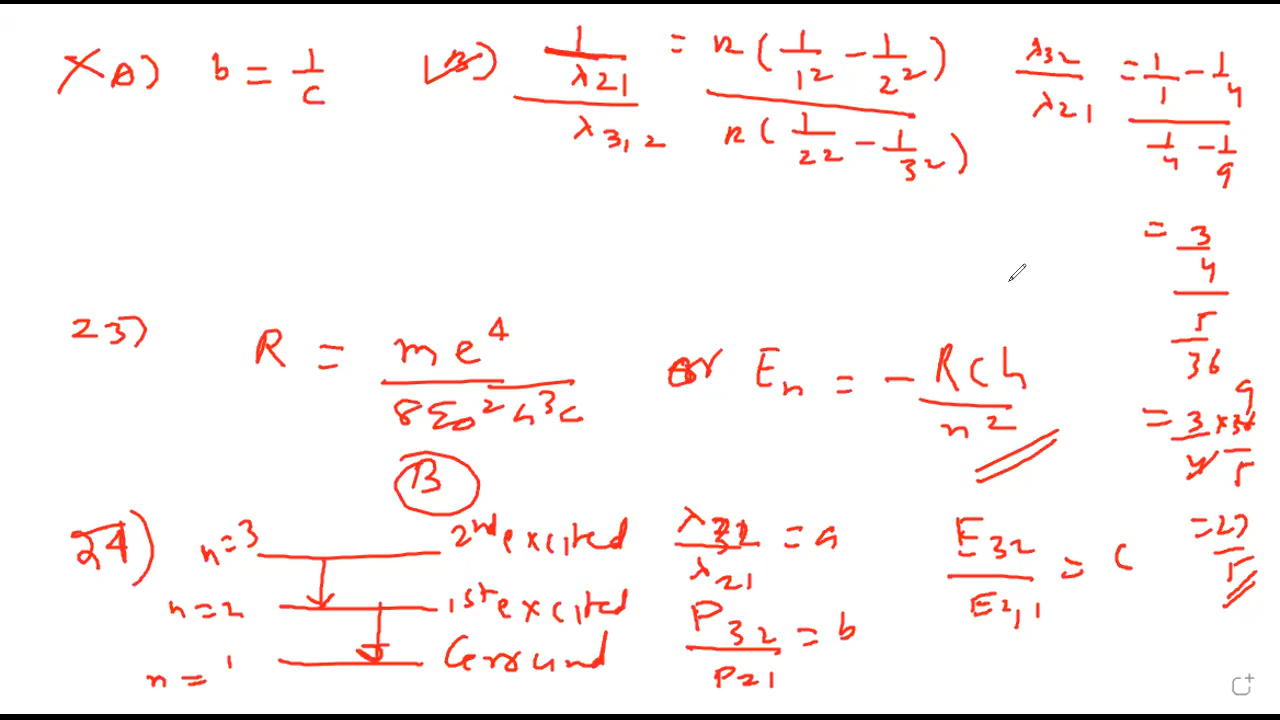 A) b = 1/c
B) (1/λ21)/(λ3,2) = R(1/1² - 1/2²) / R(1/22 - 1/32)
λ32/λ21 = (1/1 - 1/4)/(1/4 - 1/9)
= (3/4)/(5/36)
= 3/4 × 36/5 9
= 27/5
23) R = me⁴/8ε0²h³c or En = - Rch/n²
B
24) n=3 2nd excited
n=2 1st excited
n=1 Ground
λ32/λ21 = a
P32/P21 = b
E32/E2,1 = c